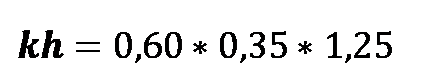 kh = 0,60 * 0,35 * 1,25